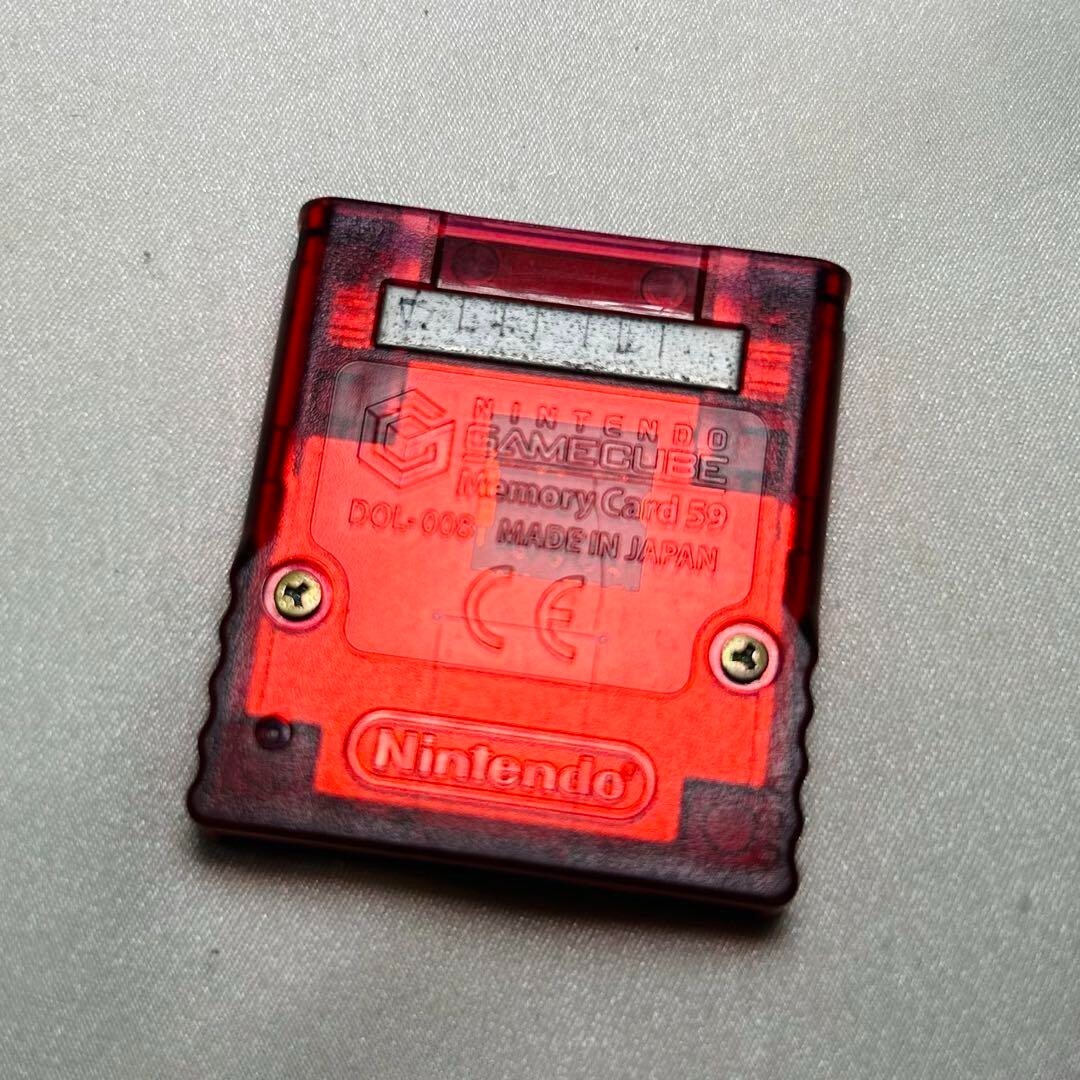 NINTENDO
GAMECUBE
Memory Card 59
DOL-008 MADE IN JAPAN
CE
Nintendo®